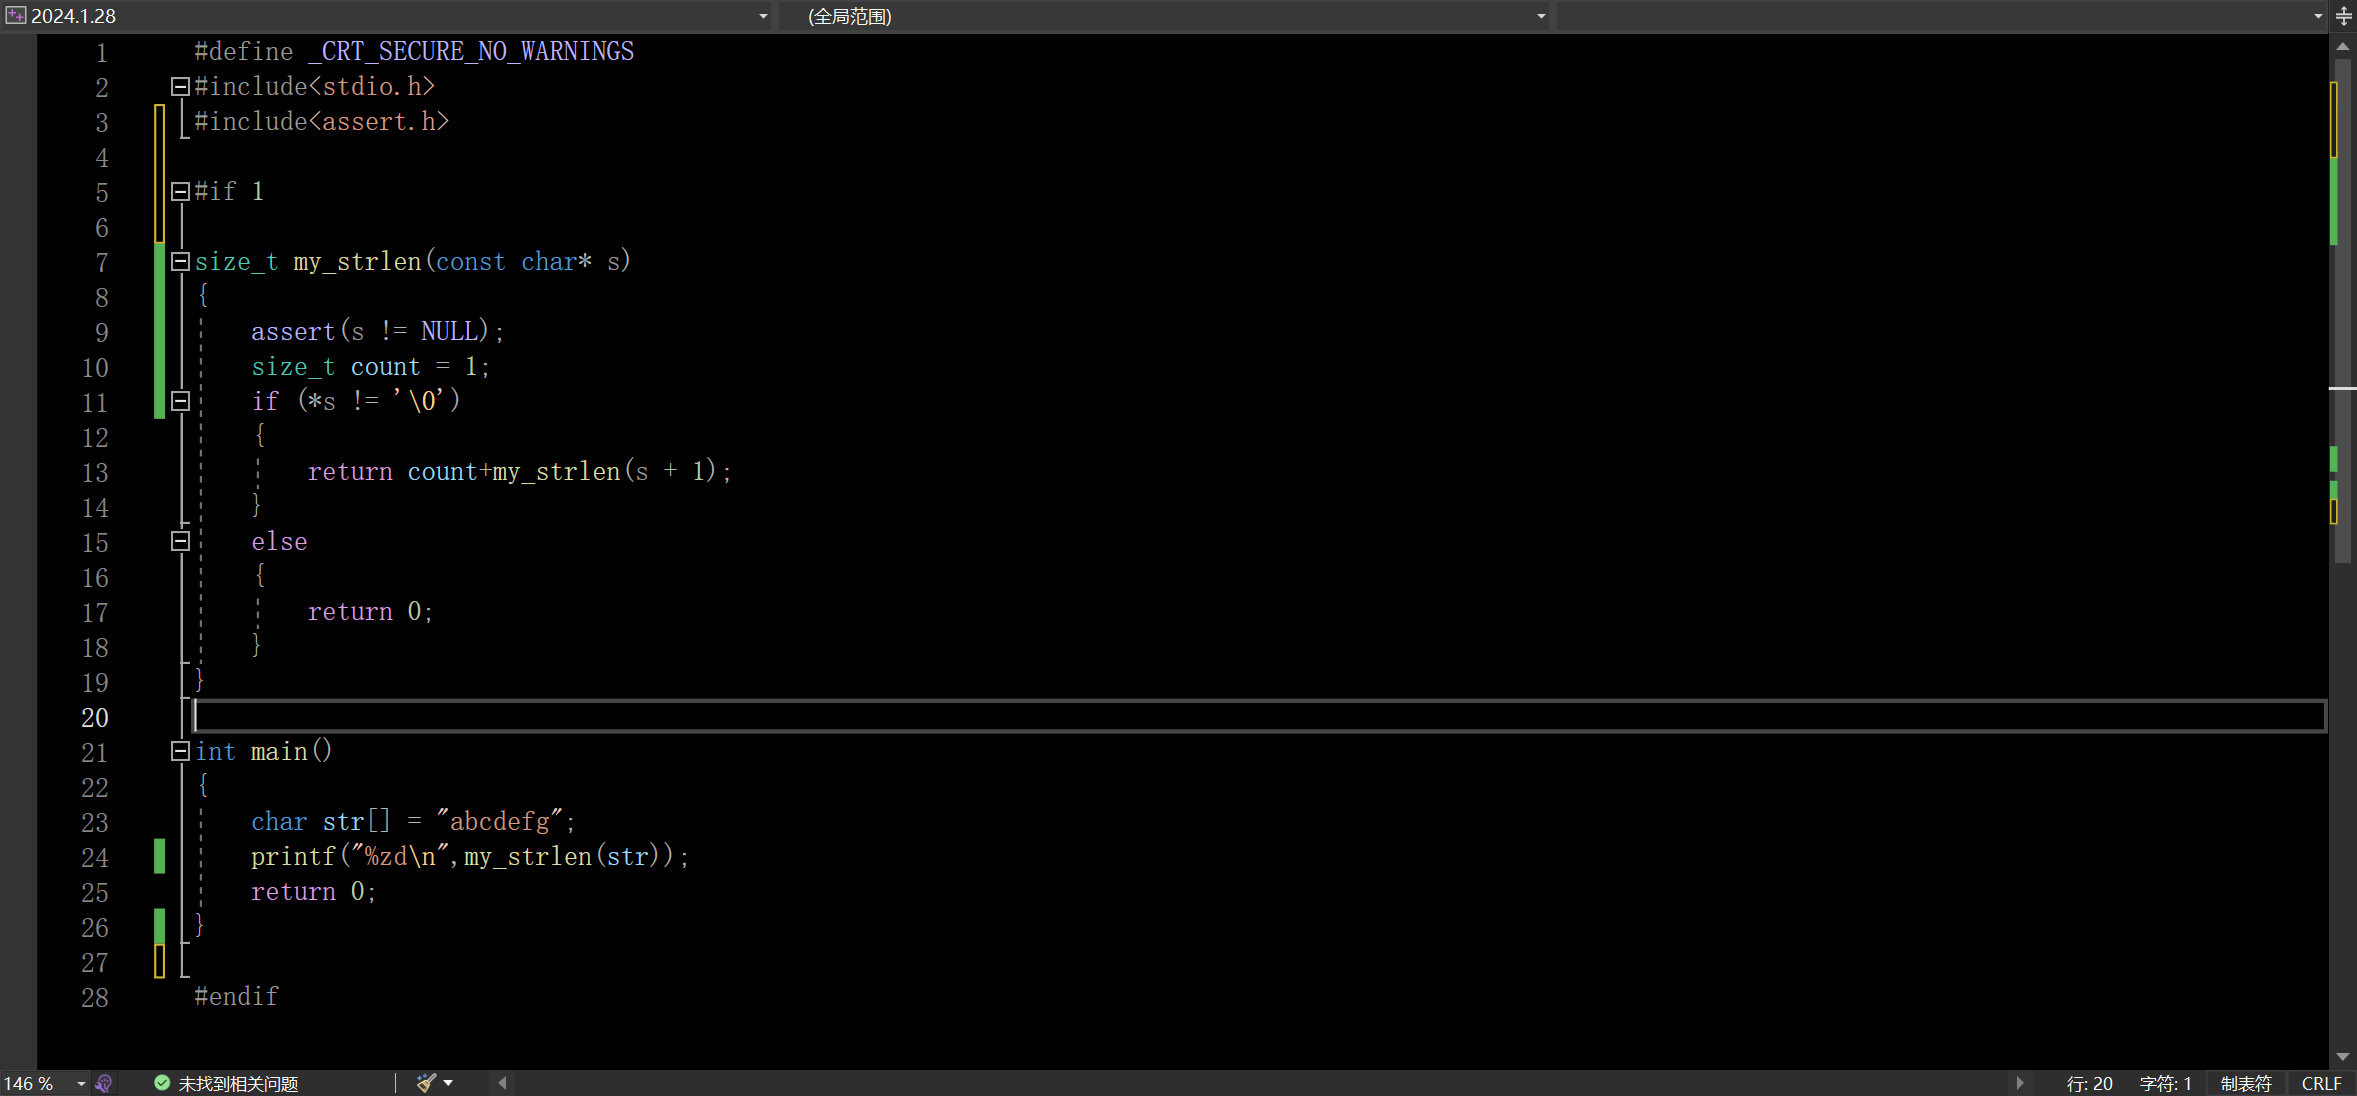 2024.1.28 (全局范围)
1 #define _CRT_SECURE_NO_WARNINGS
2 #include<stdio.h>
3 #include<assert.h>
4
5 #if 1
6
7 size_t my_strlen(const char* s)
8 {
9 assert(s != NULL);
10 size_t count = 1;
11 if (*s != '\0')
12 {
13 return count+my_strlen(s + 1);
14 }
15 else
16 {
17 return 0;
18 }
19 }
20
21 int main()
22 {
23 char str[] = "abcdefg";
24 printf("%zd\n",my_strlen(str));
25 return 0;
26 }
27
28 #endif
146 % 未找到相关问题 行: 20 字符: 1 制表符 CRLF